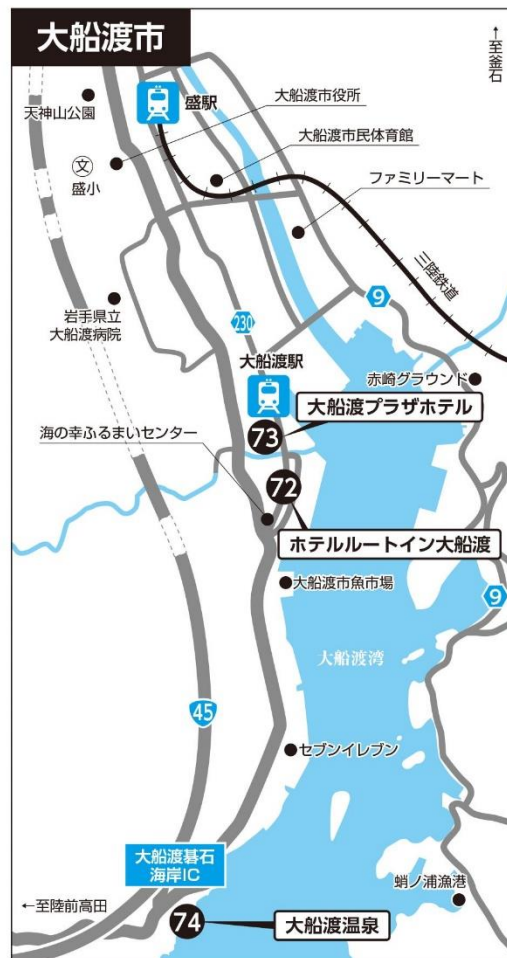 大船渡市
↑至釜石
盛駅
大船渡市役所
天神山公園
大船渡市民体育館
文
盛小
ファミリーマート
三陸鉄道
9
岩手県立
大船渡病院
230
大船渡駅
赤崎グラウンド
大船渡プラザホテル
73
海の幸ふるまいセンター
72
ホテルルートイン大船渡
大船渡市魚市場
9
大船渡湾
45
セブンイレブン
大船渡碁石
海岸IC
蛸ノ浦漁港
←至陸前高田
74
大船渡温泉